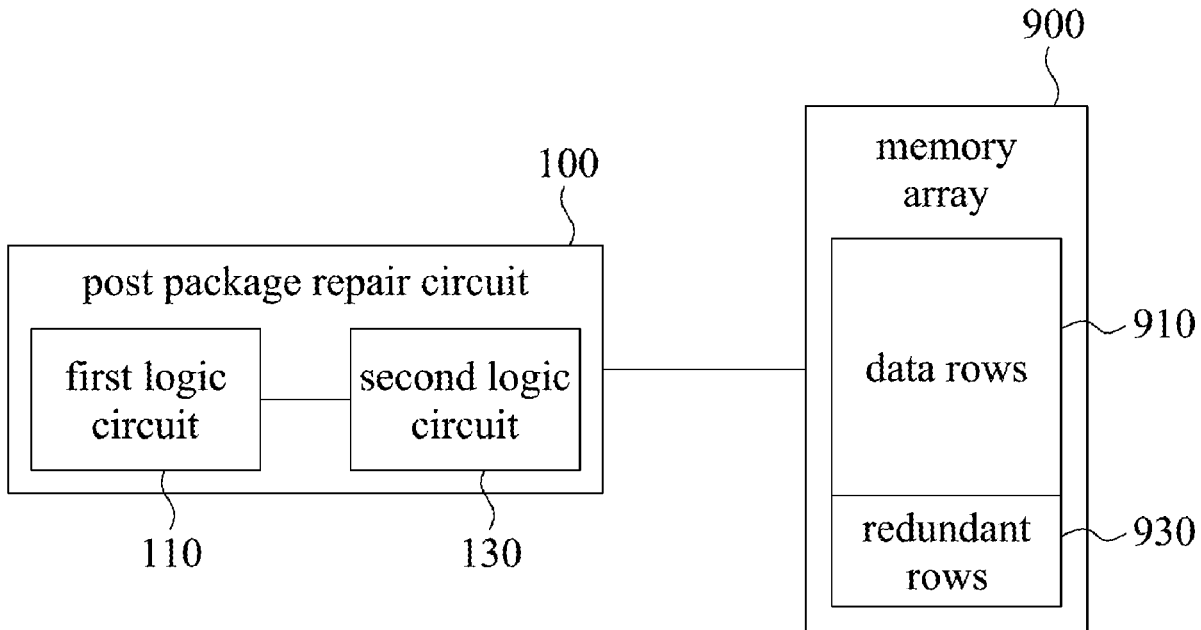 900
memory
array
100
post package repair circuit
910
first logic
circuit
second logic
circuit
data rows
110
130
redundant
rows
930